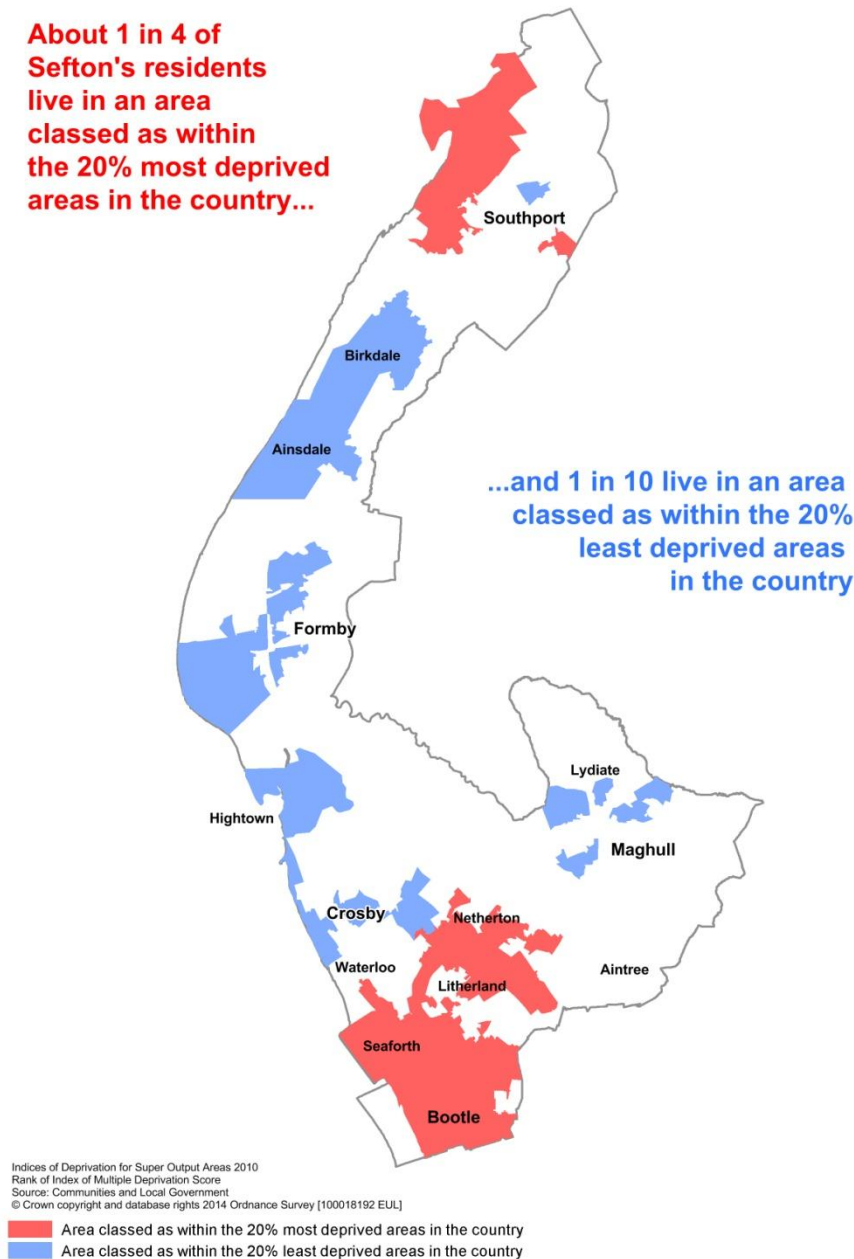 About 1 in 4 of
Sefton's residents
live in an area
classed as within
the 20% most deprived
areas in the country...
Southport
Birkdale
Ainsdale
...and 1 in 10 live in an area
classed as within the 20%
least deprived areas
in the country
Formby
Lydiate
Hightown
Maghull
Crosby
Netherton
Waterloo
Aintree
Litherland
Seaforth
Bootle
Indices of Deprivation for Super Output Areas 2010
Rank of Index of Multiple Deprivation Score
Source: Communities and Local Government
© Crown copyright and database rights 2014 Ordnance Survey [100018192 EUL]
Area classed as within the 20% most deprived areas in the country
Area classed as within the 20% least deprived areas in the country